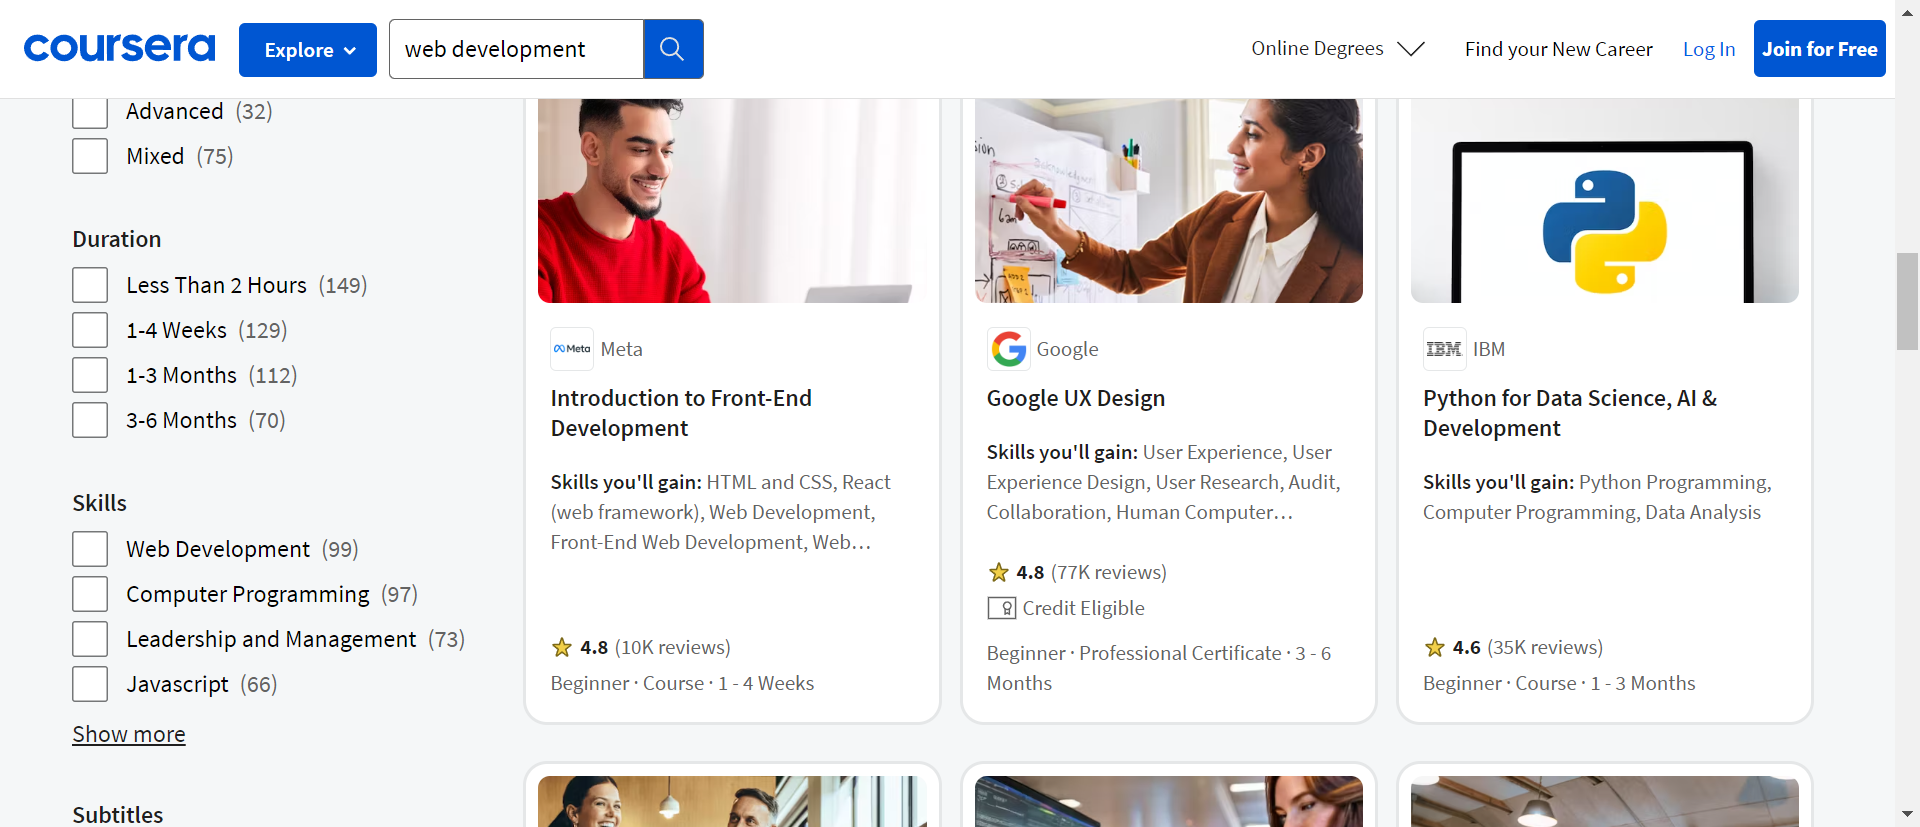 coursera
Explore
web development
Online Degrees
Find your New Career
Log In
Join for Free
Advanced (32)
Mixed (75)
Duration
Less Than 2 Hours (149)
1-4 Weeks (129)
1-3 Months (112)
3-6 Months (70)
Skills
Web Development (99)
Computer Programming (97)
Leadership and Management (73)
Javascript (66)
Show more
Subtitles
Meta Meta
Introduction to Front-End
Development
Skills you'll gain: HTML and CSS, React
(web framework), Web Development,
Front-End Web Development, Web…
4.8 (10K reviews)
Beginner · Course · 1 - 4 Weeks
Google
Google UX Design
Skills you'll gain: User Experience, User
Experience Design, User Research, Audit,
Collaboration, Human Computer…
4.8 (77K reviews)
Credit Eligible
Beginner · Professional Certificate · 3 - 6
Months
IBM IBM
Python for Data Science, AI &
Development
Skills you'll gain: Python Programming,
Computer Programming, Data Analysis
4.6 (35K reviews)
Beginner · Course · 1 - 3 Months